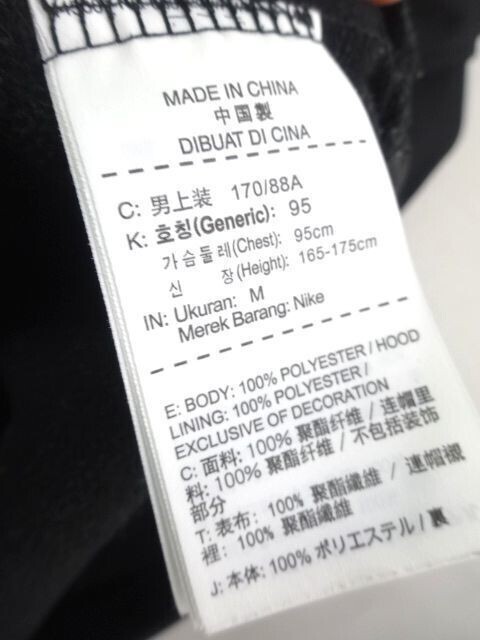 MADE IN CHINA
中国製
DIBUAT DI CINA
C: 男上装 170/88A
K: 호칭(Generic): 95
가슴둘레(Chest): 95cm
신 장(Height): 165-175cm
IN: Ukuran: M
Merek Barang: Nike
E: BODY: 100% POLYESTER / HOOD
LINING: 100% POLYESTER /
EXCLUSIVE OF DECORATION
C: 面料: 100% 聚酯纤维 / 连帽里
料: 100% 聚酯纤维 / 不包括装饰
部分
T: 表布: 100% 聚酯纖維 / 連帽襯
裡: 100% 聚酯纖維
J: 本体: 100% ポリエステル / 裏